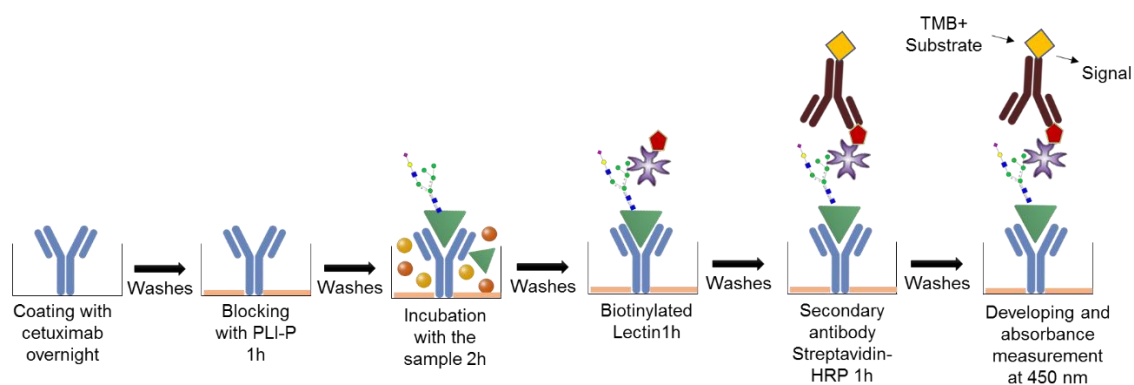 TMB+
Substrate
Signal
Washes
Washes
Washes
Washes
Washes
Coating with
cetuximab
overnight
Blocking
with PLI-P
1h
Incubation
with the
sample 2h
Biotinylated
Lectin1h
Secondary
antibody
Streptavidin-
HRP 1h
Developing and
absorbance
measurement
at 450 nm